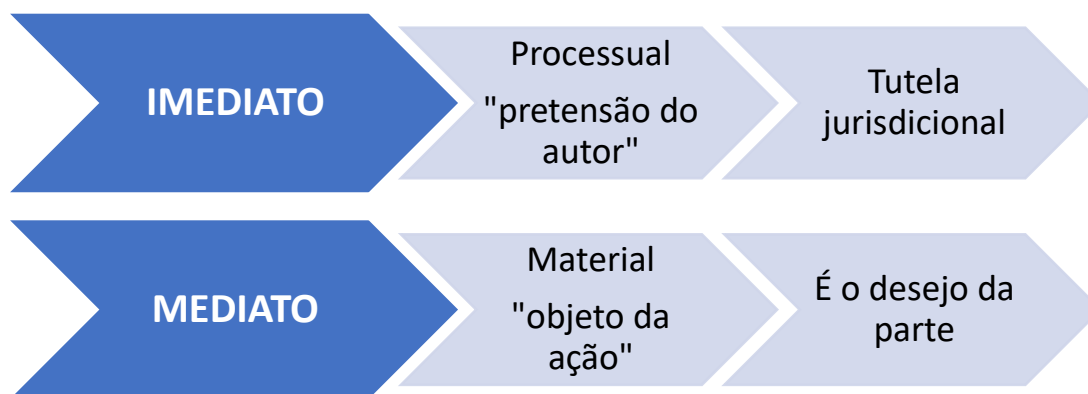 IMEDIATO
Processual
"pretensão do
autor"
Tutela
jurisdicional
MEDIATO
Material
"objeto da
ação"
É o desejo da
parte